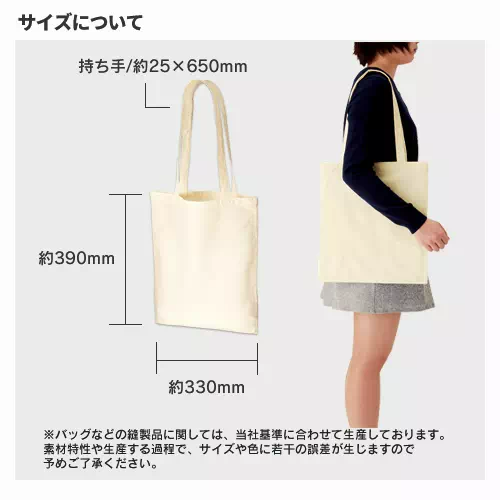 サイズについて
持ち手/約25×650mm
約390mm
約330mm
※バッグなどの縫製品に関しては、当社基準に合わせて生産しております。
素材特性や生産する過程で、サイズや色に若干の誤差が生じますので
予めご了承ください。